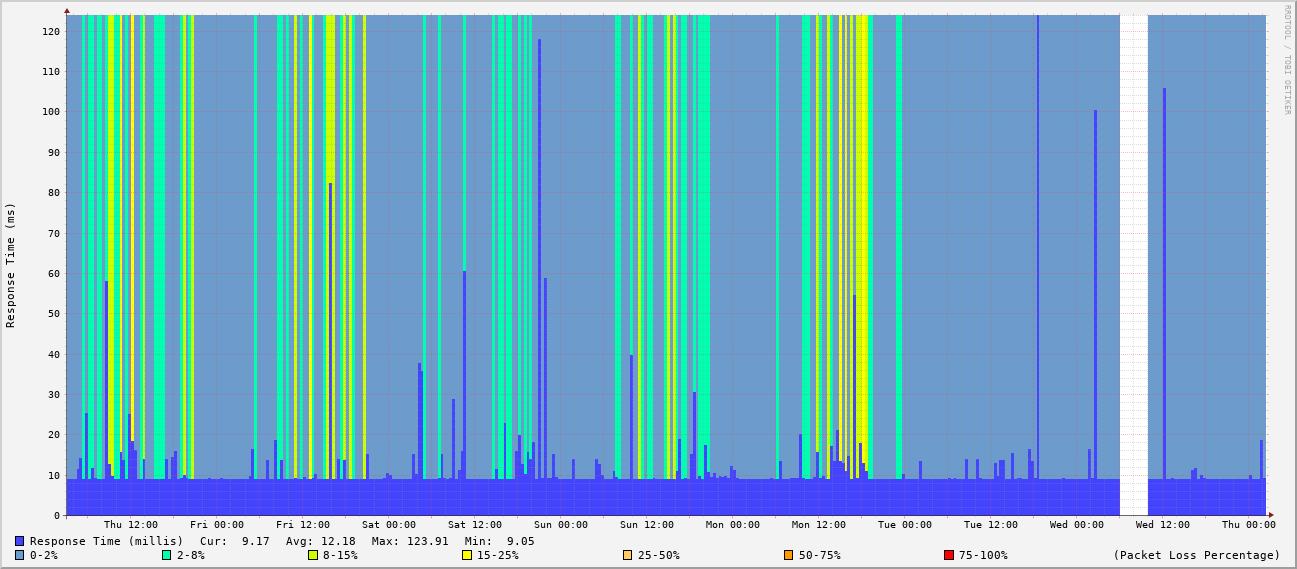 RRDTOOL / TOBI OETIKER
Response Time (ms)
120
110
100
90
80
70
60
50
40
30
20
10
0
Thu 12:00 Fri 00:00 Fri 12:00 Sat 00:00 Sat 12:00 Sun 00:00 Sun 12:00 Mon 00:00 Mon 12:00 Tue 00:00 Tue 12:00 Wed 00:00 Wed 12:00 Thu 00:00
Response Time (millis) Cur: 9.17 Avg: 12.18 Max: 123.91 Min: 9.05
0-2% 2-8% 8-15% 15-25% 25-50% 50-75% 75-100% (Packet Loss Percentage)